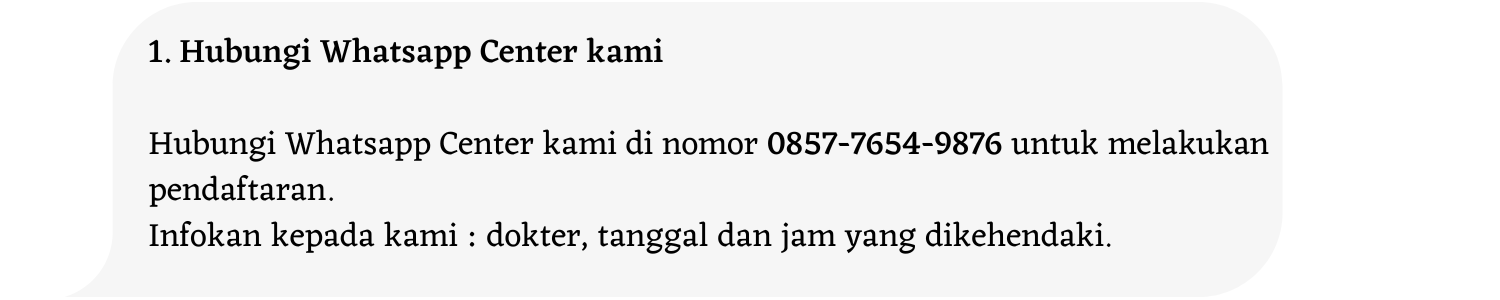 1. Hubungi Whatsapp Center kami
Hubungi Whatsapp Center kami di nomor 0857-7654-9876 untuk melakukan
pendaftaran.
Infokan kepada kami : dokter, tanggal dan jam yang dikehendaki.